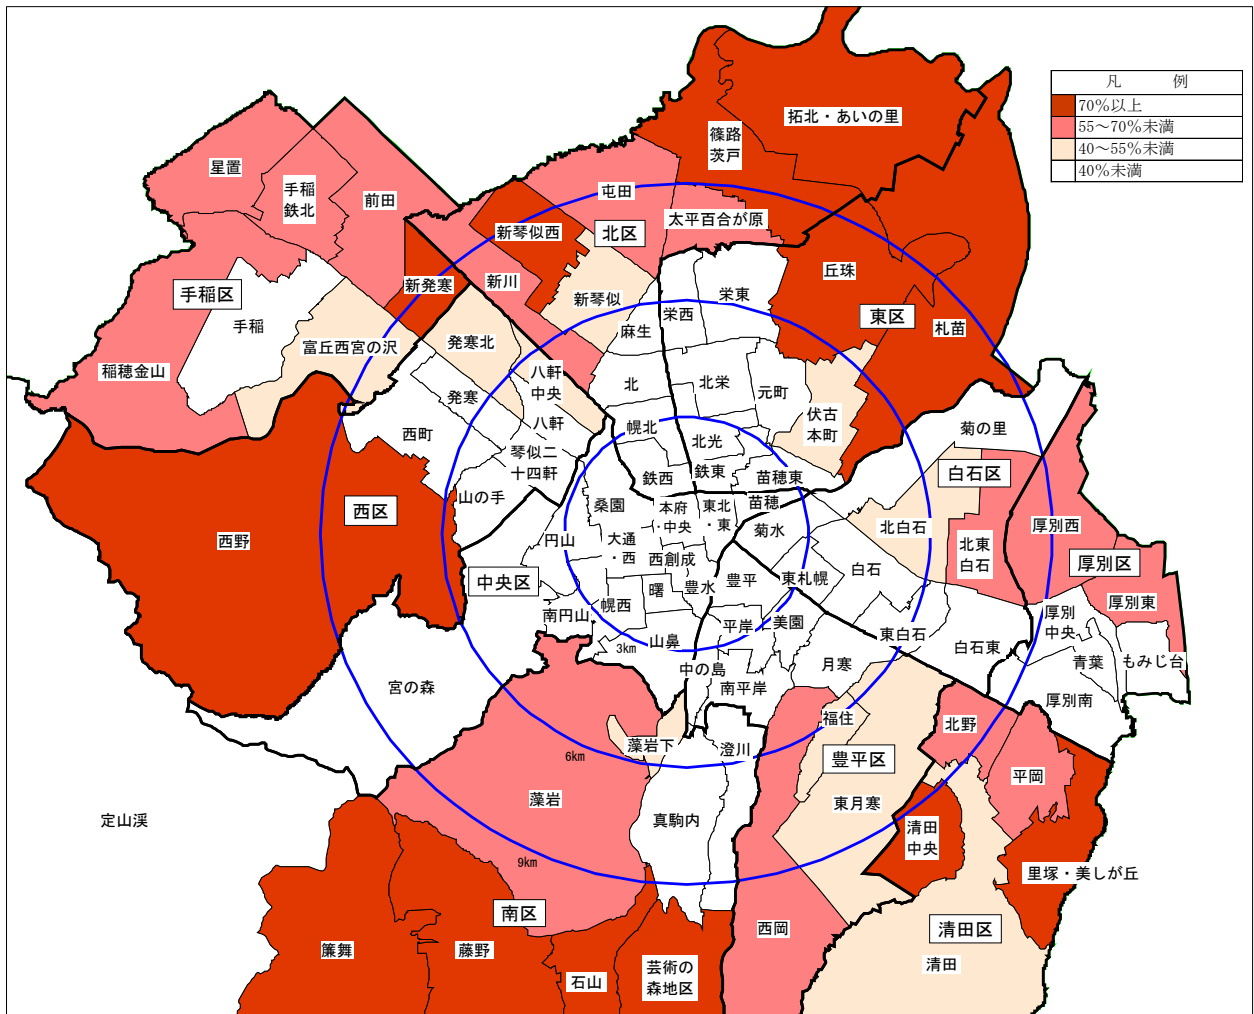 凡　　　例
70％以上
55～70％未満
40～55％未満
40％未満
拓北・あいの里
篠路
茨戸
星置
手稲
鉄北
前田
屯田
太平百合が原
新琴似西
北区
丘珠
新発寒
新川
手稲区
新琴似
栄東
栄西
東区
札苗
手稲
富丘西宮の沢
発寒北
麻生
稲穂金山
八軒
中央
北
北栄
元町
発寒
伏古
本町
八軒
菊の里
西町
幌北
北光
琴似二
十四軒
鉄西
鉄東
苗穂東
白石区
山の手
桑園
本府
・中央
東北
・東
苗穂
西区
菊水
北白石
厚別西
西野
円山
大通
・西
西創成
北東
白石
厚別区
中央区
曙
豊水
豊平
東札幌
白石
幌西
厚別東
南円山
平岸
美園
厚別
中央
山鼻
3km
東白石
白石東
中の島
月寒
青葉
もみじ台
宮の森
南平岸
厚別南
福住
北野
藻岩下
澄川
6km
豊平区
平岡
藻岩
東月寒
定山渓
真駒内
清田
中央
9km
里塚・美しが丘
南区
西岡
清田区
簾舞
藤野
清田
石山
芸術の
森地区